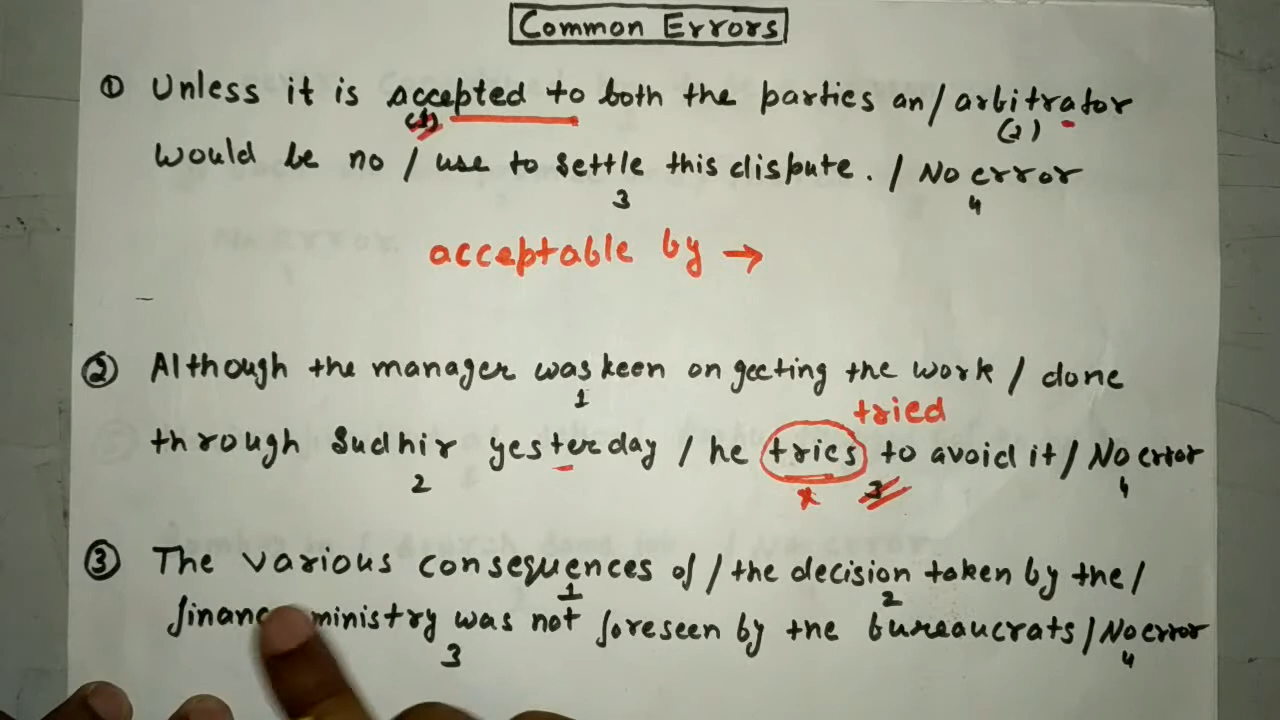 Common Errors
① Unless it is accepted to both the parties an / arbitrator
(1) (2)
would be no / use to settle this dispute. / No error
3 4
acceptable by →
② Although the manager was keen on geeting the work / done
1
tried
through Sudhir yesterday / he tries to avoid it / No error
2 x 3 4
③ The various consequences of / the decision taken by the /
1 2
ministry was not foreseen by the bureaucrats / No error
3 4